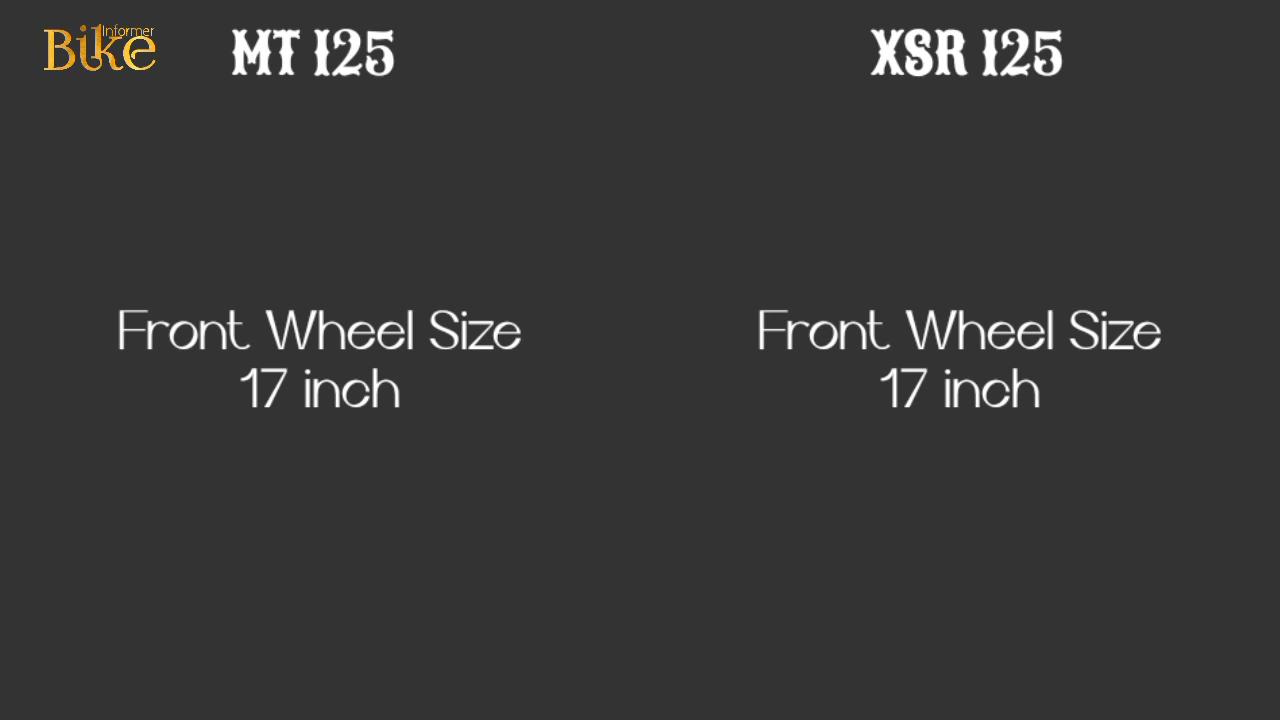 Bike Informer
MT 125
XSR 125
Front Wheel Size
17 inch
Front Wheel Size
17 inch